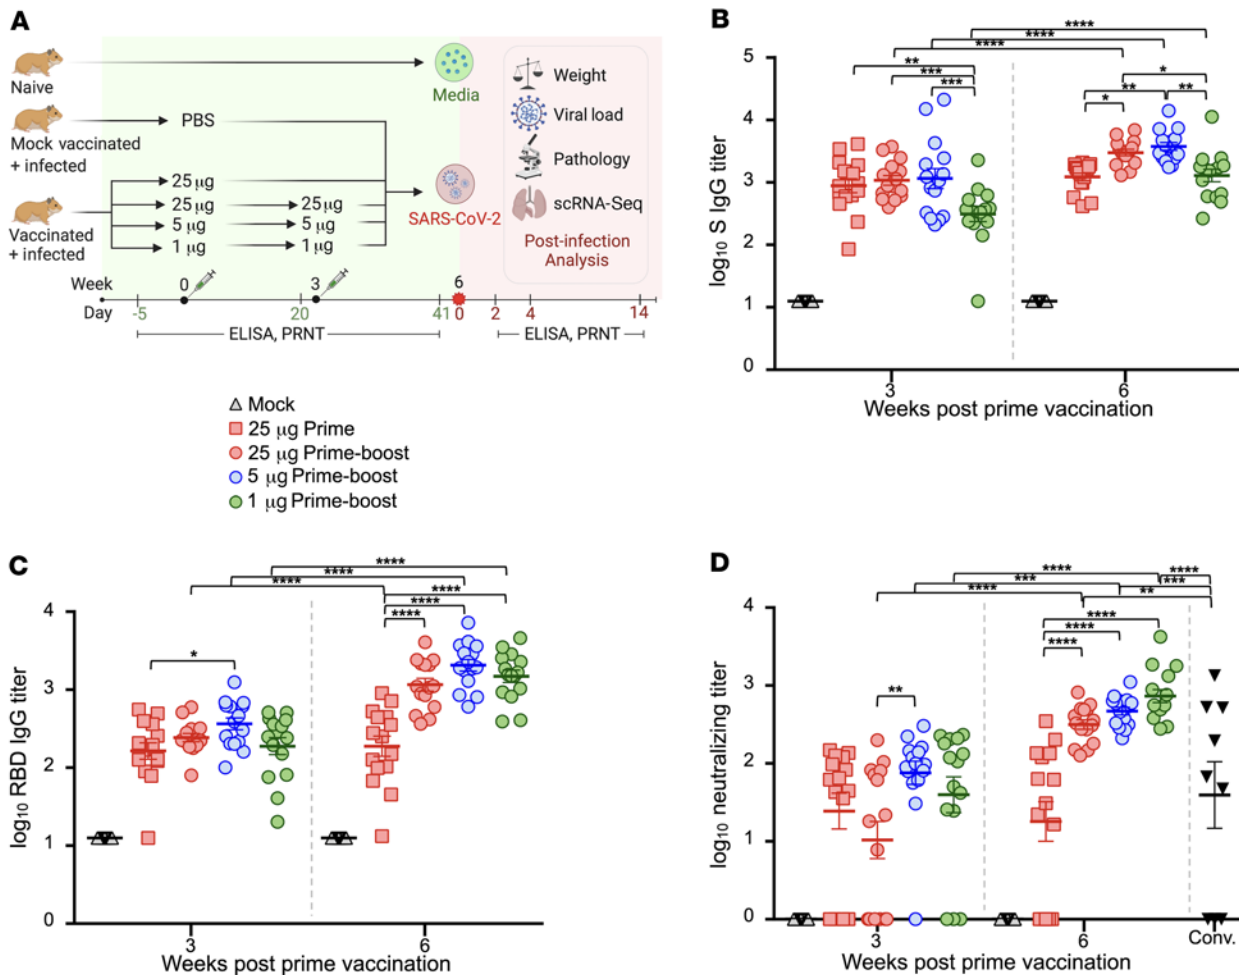 A
Naive
Media
Mock vaccinated
+ infected
PBS
Vaccinated
+ infected
25 µg
25 µg 25 µg
5 µg 5 µg
1 µg 1 µg
SARS-CoV-2
Weight
Viral load
Pathology
scRNA-Seq
Post-infection
Analysis
Week 0 3 6
Day -5 20 41 0 2 4 14
ELISA, PRNT ELISA, PRNT
Mock
25 µg Prime
25 µg Prime-boost
5 µg Prime-boost
1 µg Prime-boost
B
****
****
****
**
***
***
*
**
**
*
log10 S IgG titer
5
4
3
2
1
0
3 6
Weeks post prime vaccination
C
****
****
****
****
****
****
*
log10 RBD IgG titer
4
3
2
1
0
3 6
Weeks post prime vaccination
D
****
***
***
****
**
****
****
****
**
log10 neutralizing titer
4
3
2
1
0
3 6 Conv.
Weeks post prime vaccination